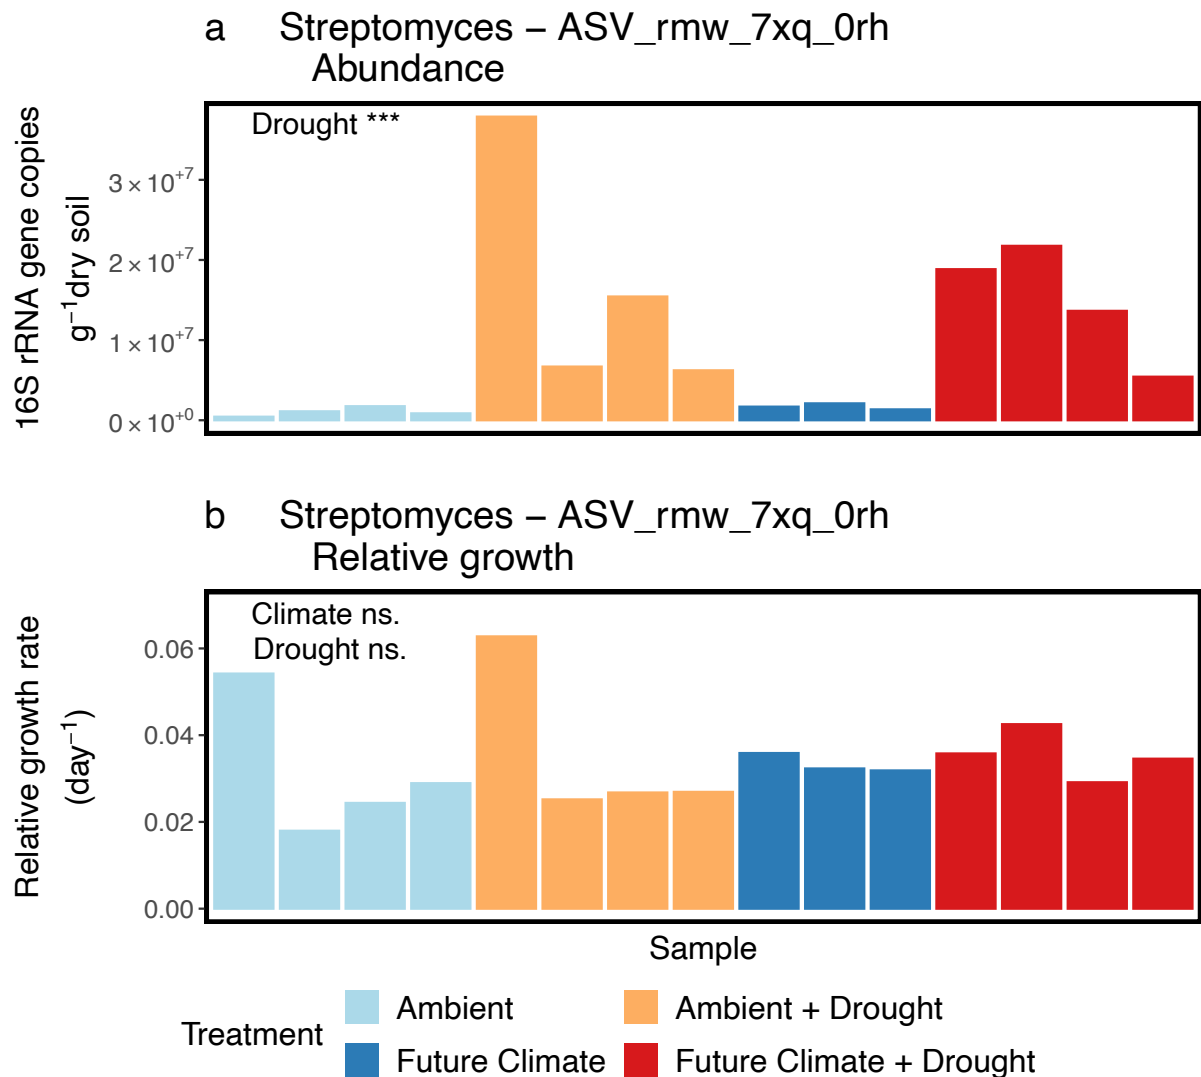 a Streptomyces – ASV_rmw_7xq_0rh
Abundance
Drought ***
16S rRNA gene copies
g⁻¹dry soil
3 × 10⁺⁷
2 × 10⁺⁷
1 × 10⁺⁷
0 × 10⁺⁰
b Streptomyces – ASV_rmw_7xq_0rh
Relative growth
Climate ns.
Drought ns.
Relative growth rate
(day⁻¹)
0.06
0.04
0.02
0.00
Sample
Treatment
Ambient
Ambient + Drought
Future Climate
Future Climate + Drought